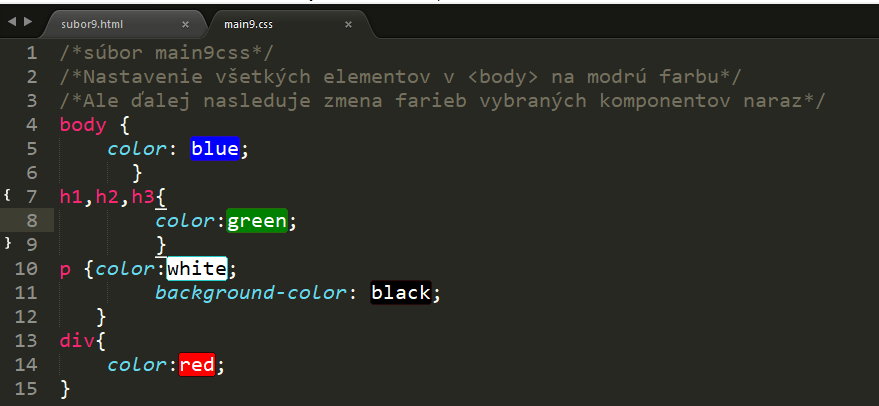 subor9.html × main9.css ×
1 /*súbor main9css*/
2 /*Nastavenie všetkých elementov v <body> na modrú farbu*/
3 /*Ale ďalej nasleduje zmena farieb vybraných komponentov naraz*/
4 body {
5 color: blue;
6 }
{ 7 h1,h2,h3{
8 color:green;
} 9 }
10 p {color:white;
11 background-color: black;
12 }
13 div{
14 color:red;
15 }